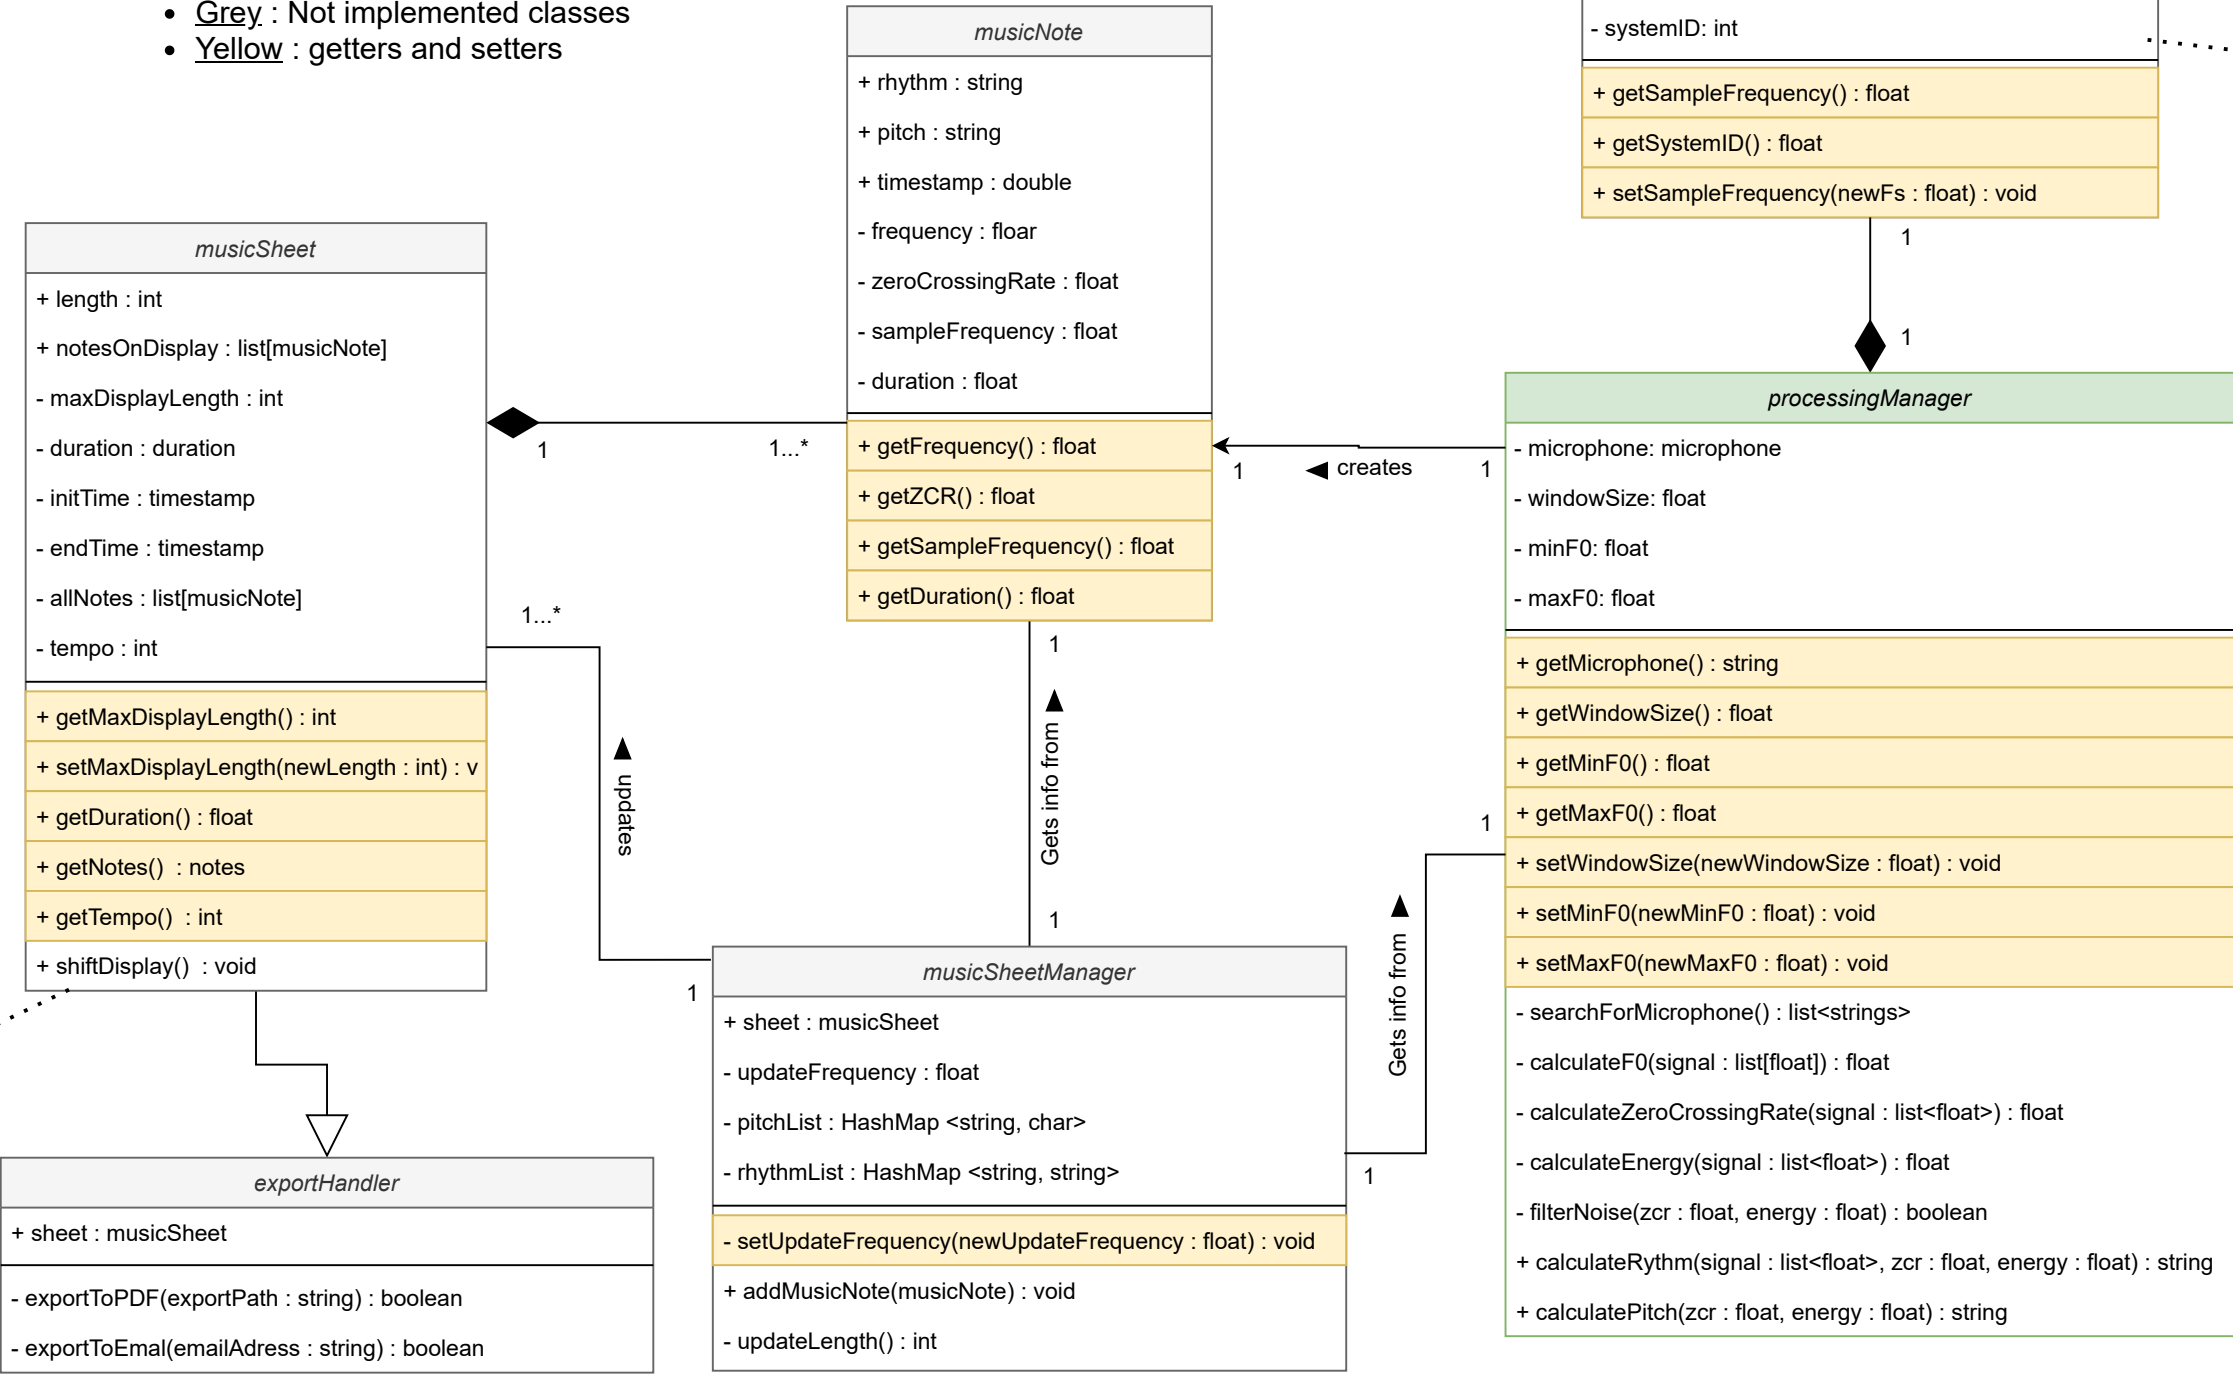 Grey : Not implemented classes
Yellow : getters and setters
musicNote
+ rhythm : string
+ pitch : string
+ timestamp : double
- frequency : floar
- zeroCrossingRate : float
- sampleFrequency : float
- duration : float
+ getFrequency() : float
+ getZCR() : float
+ getSampleFrequency() : float
+ getDuration() : float
- systemID: int
+ getSampleFrequency() : float
+ getSystemID() : float
+ setSampleFrequency(newFs : float) : void
1
1
musicSheet
+ length : int
+ notesOnDisplay : list[musicNote]
- maxDisplayLength : int
- duration : duration
- initTime : timestamp
- endTime : timestamp
- allNotes : list[musicNote]
- tempo : int
+ getMaxDisplayLength() : int
+ setMaxDisplayLength(newLength : int) : v
+ getDuration() : float
+ getNotes()  : notes
+ getTempo()  : int
+ shiftDisplay()  : void
1
1...*
1
creates
1
1...*
updates
1
1
Gets info from
1
processingManager
- microphone: microphone
- windowSize: float
- minF0: float
- maxF0: float
+ getMicrophone() : string
+ getWindowSize() : float
+ getMinF0() : float
+ getMaxF0() : float
+ setWindowSize(newWindowSize : float) : void
+ setMinF0(newMinF0 : float) : void
+ setMaxF0(newMaxF0 : float) : void
- searchForMicrophone() : list<strings>
- calculateF0(signal : list[float]) : float
- calculateZeroCrossingRate(signal : list<float>) : float
- calculateEnergy(signal : list<float>) : float
- filterNoise(zcr : float, energy : float) : boolean
+ calculateRythm(signal : list<float>, zcr : float, energy : float) : string
+ calculatePitch(zcr : float, energy : float) : string
1
Gets info from
1
musicSheetManager
+ sheet : musicSheet
- updateFrequency : float
- pitchList : HashMap <string, char>
- rhythmList : HashMap <string, string>
- setUpdateFrequency(newUpdateFrequency : float) : void
+ addMusicNote(musicNote) : void
- updateLength() : int
exportHandler
+ sheet : musicSheet
- exportToPDF(exportPath : string) : boolean
- exportToEmal(emailAdress : string) : boolean